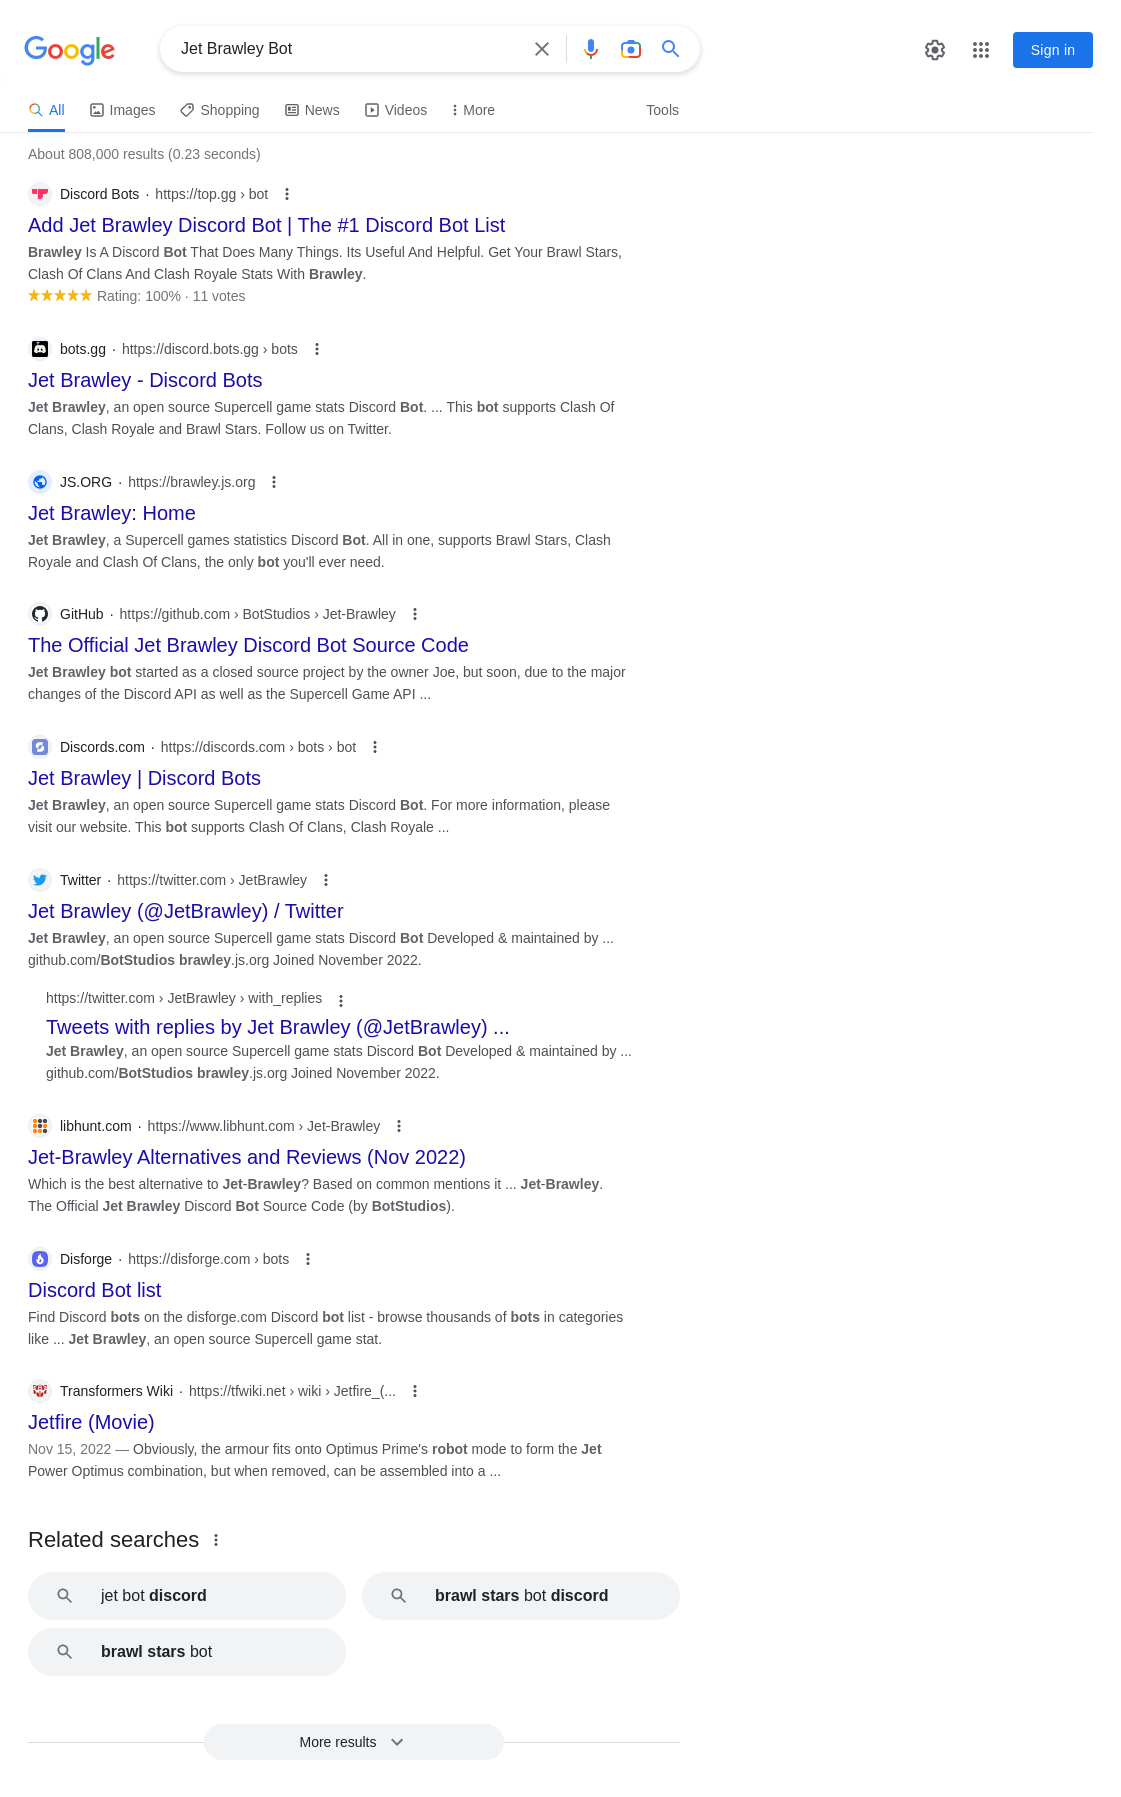 Google
Jet Brawley Bot
Sign in
All
Images
Shopping
News
Videos
More
Tools
About 808,000 results (0.23 seconds)
Discord Bots · https://top.gg › bot
Add Jet Brawley Discord Bot | The #1 Discord Bot List
Brawley Is A Discord Bot That Does Many Things. Its Useful And Helpful. Get Your Brawl Stars,
Clash Of Clans And Clash Royale Stats With Brawley.
Rating: 100% · 11 votes
bots.gg · https://discord.bots.gg › bots
Jet Brawley - Discord Bots
Jet Brawley, an open source Supercell game stats Discord Bot. ... This bot supports Clash Of
Clans, Clash Royale and Brawl Stars. Follow us on Twitter.
JS.ORG · https://brawley.js.org
Jet Brawley: Home
Jet Brawley, a Supercell games statistics Discord Bot. All in one, supports Brawl Stars, Clash
Royale and Clash Of Clans, the only bot you'll ever need.
GitHub · https://github.com › BotStudios › Jet-Brawley
The Official Jet Brawley Discord Bot Source Code
Jet Brawley bot started as a closed source project by the owner Joe, but soon, due to the major
changes of the Discord API as well as the Supercell Game API ...
Discords.com · https://discords.com › bots › bot
Jet Brawley | Discord Bots
Jet Brawley, an open source Supercell game stats Discord Bot. For more information, please
visit our website. This bot supports Clash Of Clans, Clash Royale ...
Twitter · https://twitter.com › JetBrawley
Jet Brawley (@JetBrawley) / Twitter
Jet Brawley, an open source Supercell game stats Discord Bot Developed & maintained by ...
github.com/BotStudios brawley.js.org Joined November 2022.
https://twitter.com › JetBrawley › with_replies
Tweets with replies by Jet Brawley (@JetBrawley) ...
Jet Brawley, an open source Supercell game stats Discord Bot Developed & maintained by ...
github.com/BotStudios brawley.js.org Joined November 2022.
libhunt.com · https://www.libhunt.com › Jet-Brawley
Jet-Brawley Alternatives and Reviews (Nov 2022)
Which is the best alternative to Jet-Brawley? Based on common mentions it ... Jet-Brawley.
The Official Jet Brawley Discord Bot Source Code (by BotStudios).
Disforge · https://disforge.com › bots
Discord Bot list
Find Discord bots on the disforge.com Discord bot list - browse thousands of bots in categories
like ... Jet Brawley, an open source Supercell game stat.
Transformers Wiki · https://tfwiki.net › wiki › Jetfire_(...
Jetfire (Movie)
Nov 15, 2022 — Obviously, the armour fits onto Optimus Prime's robot mode to form the Jet
Power Optimus combination, but when removed, can be assembled into a ...
Related searches
jet bot discord
brawl stars bot discord
brawl stars bot
More results